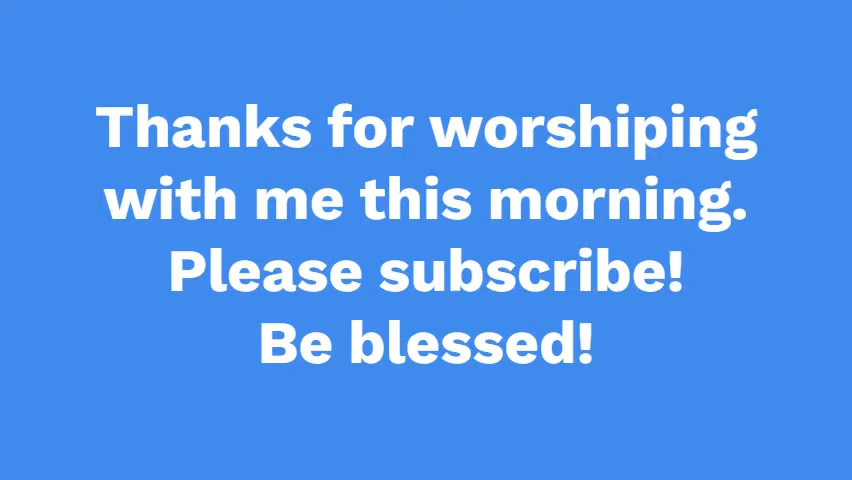 Thanks for worshiping
with me this morning.
Please subscribe!
Be blessed!